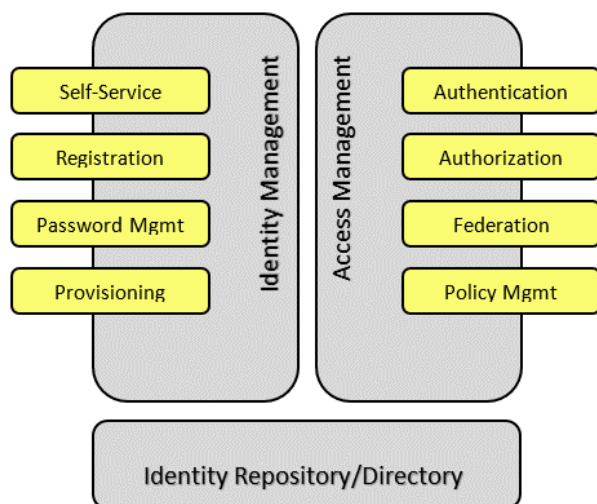 Self-Service
Registration
Password Mgmt
Provisioning
Identity Management
Access Management
Authentication
Authorization
Federation
Policy Mgmt
Identity Repository/Directory